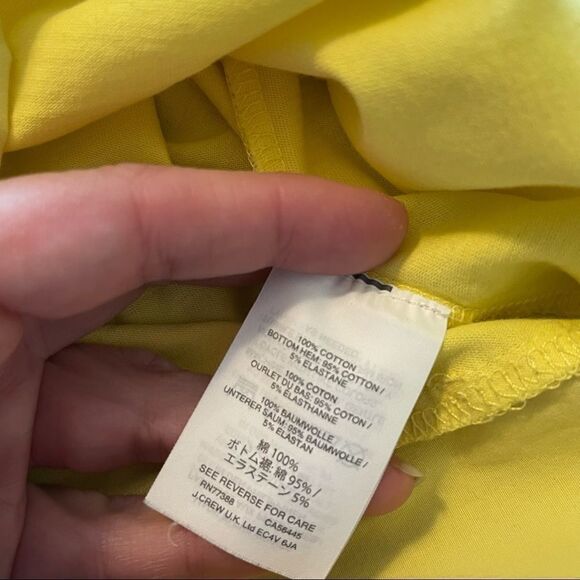 100% COTTON
BOTTOM HEM: 95% COTTON /
5% ELASTANE
100% COTON
OURLET DU BAS: 95% COTON /
5% ELASTHANNE
100% BAUMWOLLE
UNTERER SAUM: 95% BAUMWOLLE /
5% ELASTAN
綿 100%
ボトム裾: 綿 95% /
エラステーン 5%
SEE REVERSE FOR CARE
RN77388 CA56445
J.CREW U.K. Ltd EC4V 6JA